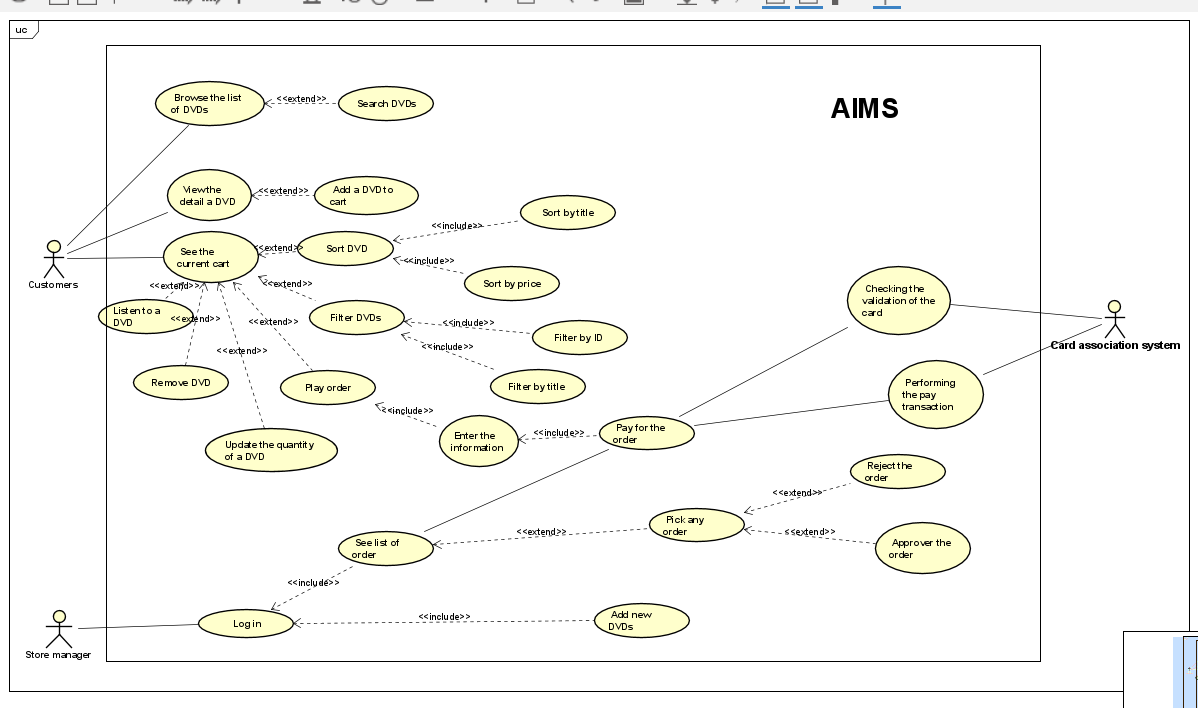 uc
AIMS
Browse the list
of DVDs
<<extend>>
Search DVDs
View the
detail a DVD
<<extend>>
Add a DVD to
cart
Sort by title
<<include>>
See the
current cart
<<extend>>
Sort DVD
<<include>>
Sort by price
Customers
<<extend>>
<<extend>>
Listen to a
DVD
<<extend>>
<<extend>>
Filter DVDs
<<include>>
Filter by ID
<<include>>
<<extend>>
Remove DVD
Play order
Filter by title
<<include>>
Checking the
validation of the
card
Card association system
Performing
the pay
transaction
Update the quantity
of a DVD
Enter the
information
<<include>>
Pay for the
order
Reject the
order
<<extend>>
Pick any
order
<<extend>>
<<extend>>
Approver the
order
See list of
order
<<include>>
Log in
<<include>>
Add new
DVDs
Store manager